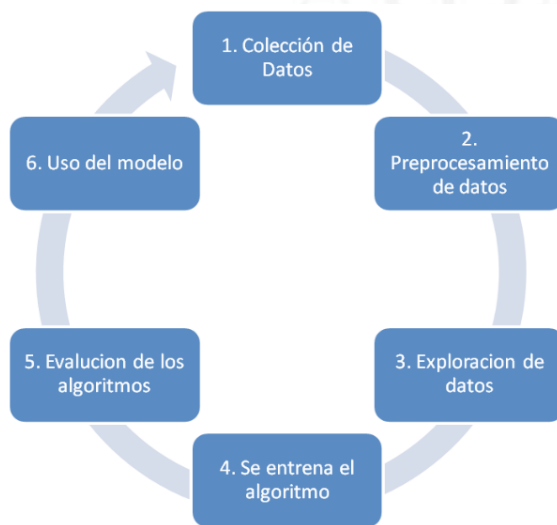 1. Colección de
Datos
2.
Preprocesamiento
de datos
3. Exploracion de
datos
4. Se entrena el
algoritmo
5. Evalucion de los
algoritmos
6. Uso del modelo